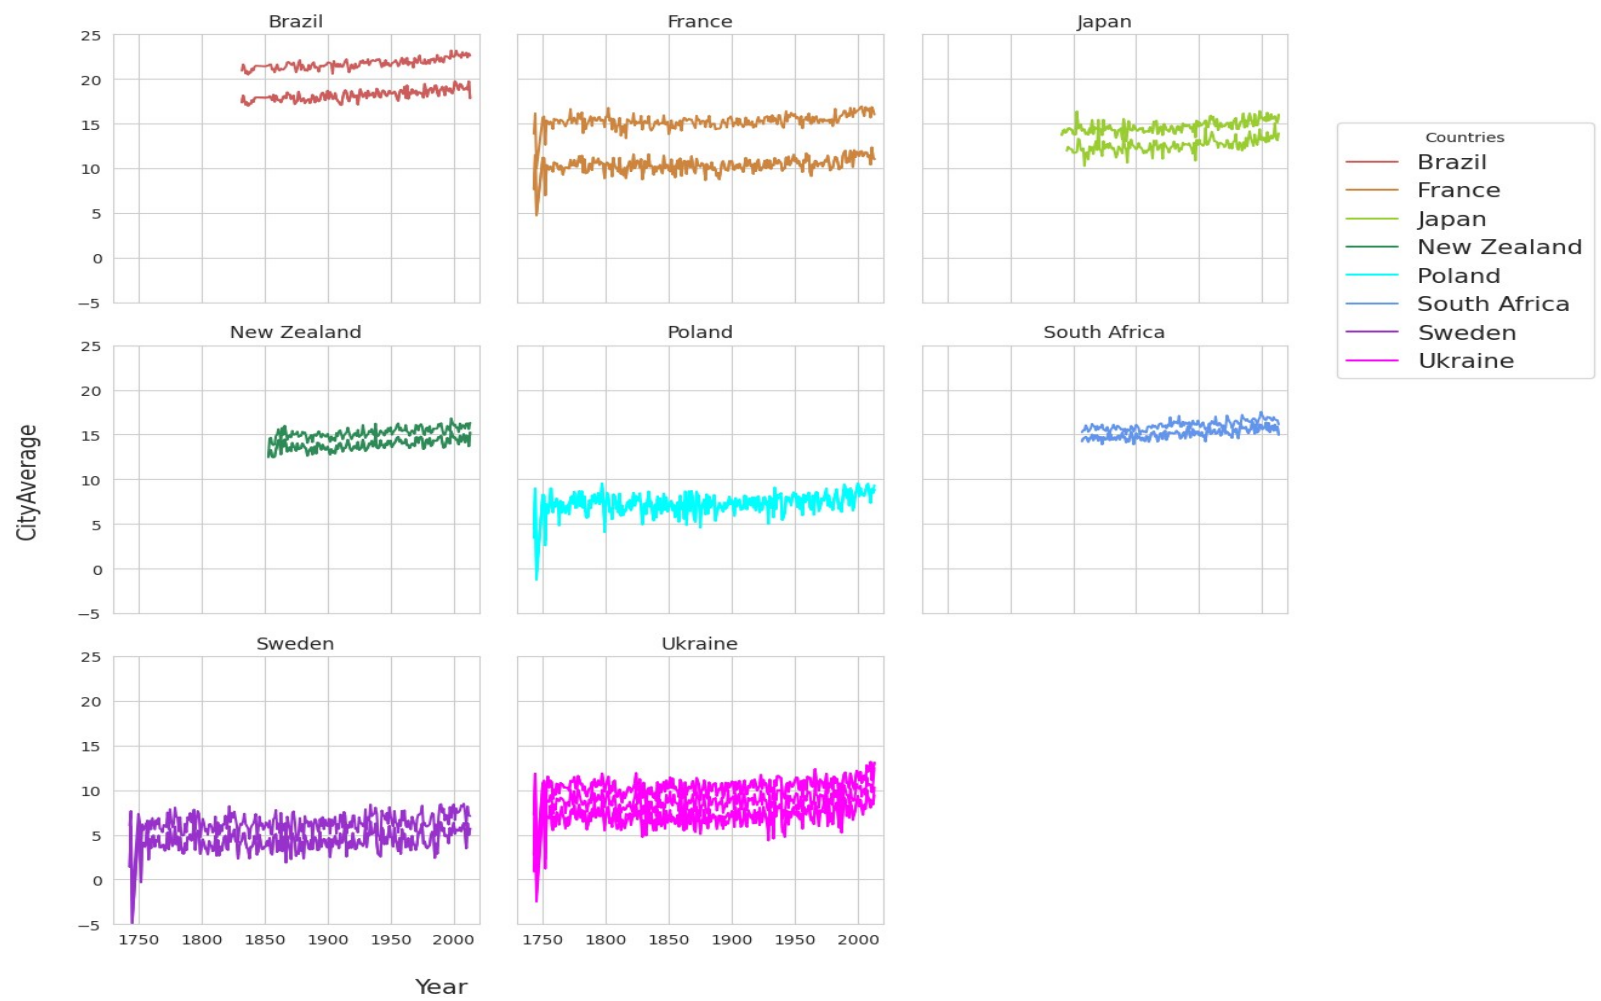 Brazil
France
Japan
25
20
15
10
5
0
−5
Countries
Brazil
France
Japan
New Zealand
Poland
South Africa
Sweden
Ukraine
New Zealand
Poland
South Africa
25
20
15
10
5
0
−5
CityAverage
Sweden
Ukraine
25
20
15
10
5
0
−5
1750 1800 1850 1900 1950 2000
1750 1800 1850 1900 1950 2000
Year